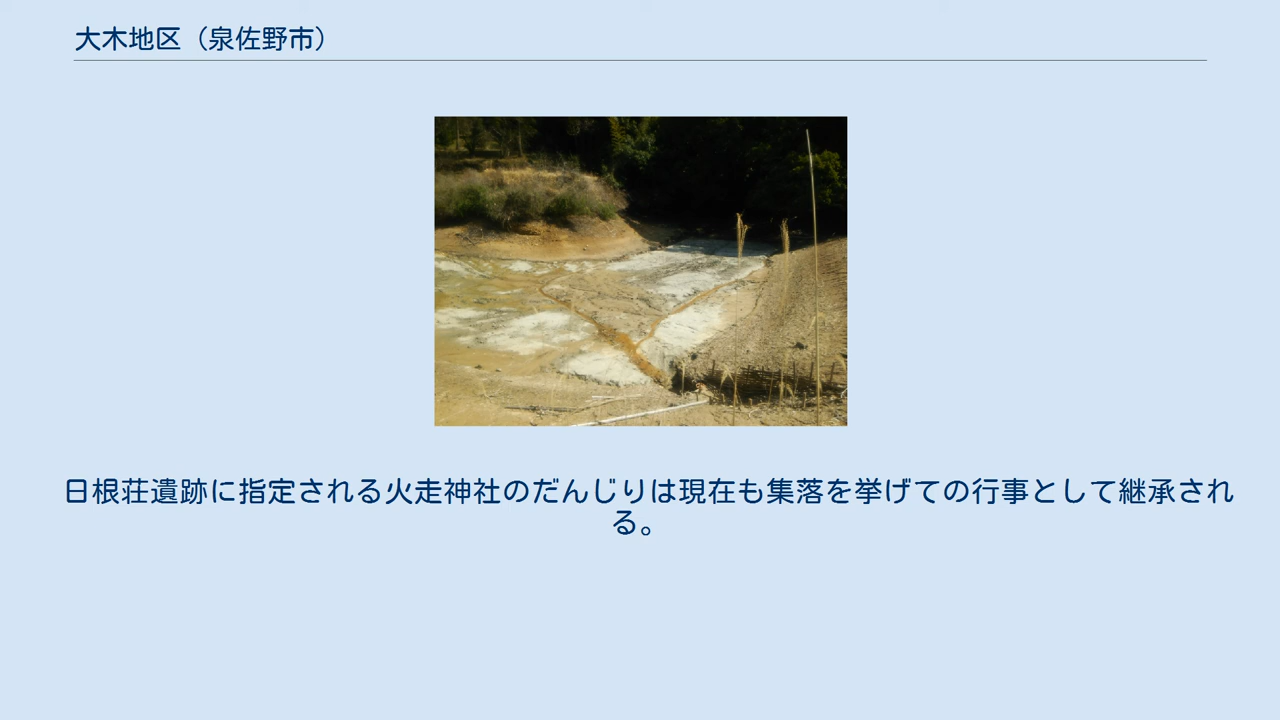 大木地区（泉佐野市）
日根荘遺跡に指定される火走神社のだんじりは現在も集落を挙げての行事として継承され
る。